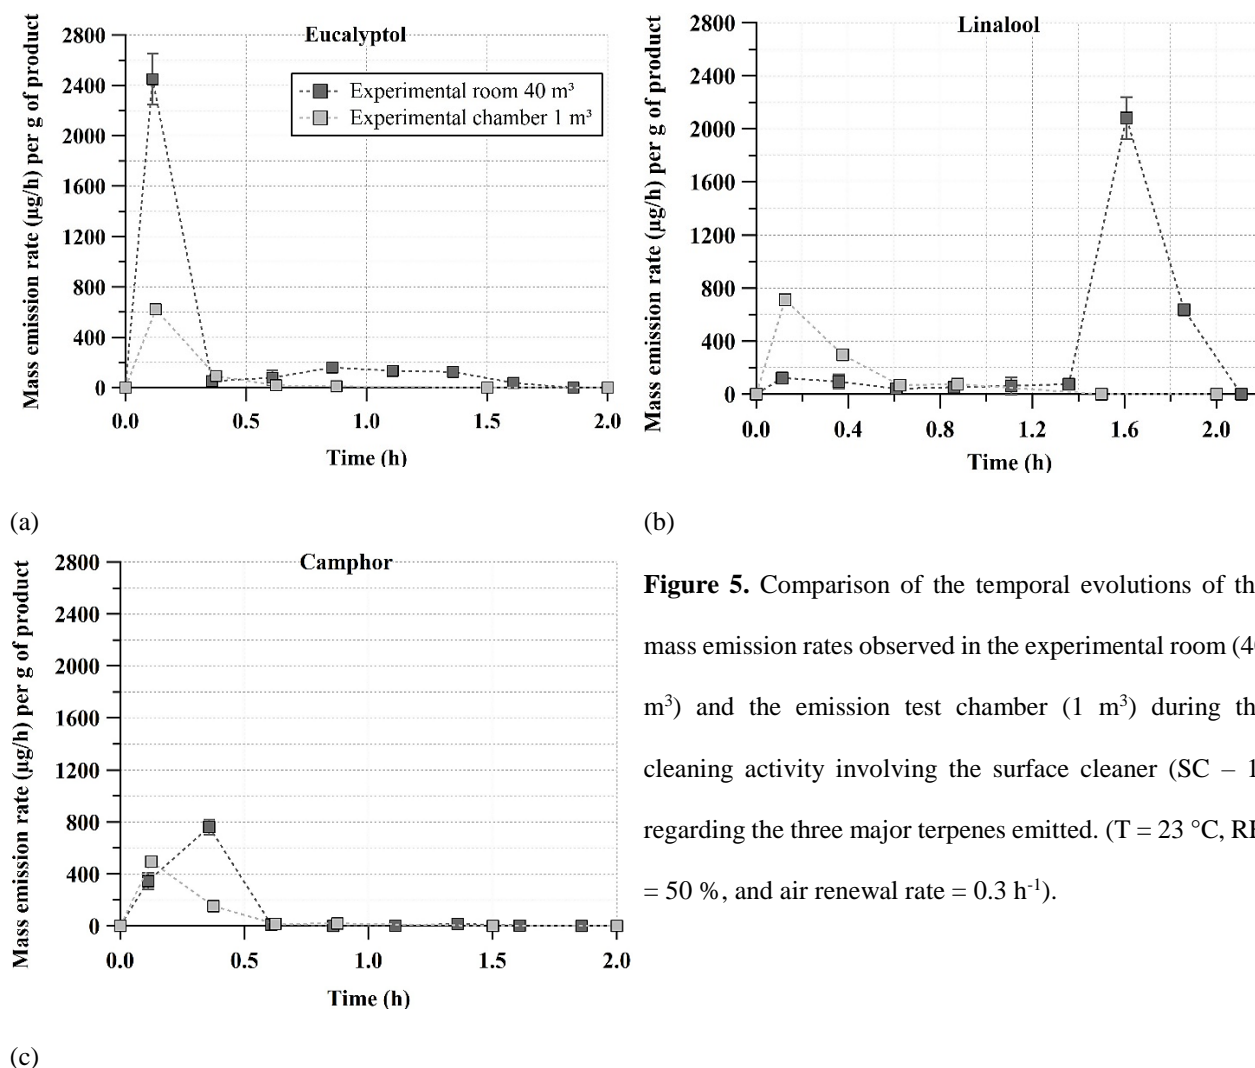 Eucalyptol
Mass emission rate (µg/h) per g of product
2800
2400
2000
1600
1200
800
400
0
Experimental room 40 m³
Experimental chamber 1 m³
0.0 0.5 1.0 1.5 2.0
Time (h)
(a)
Linalool
Mass emission rate (µg/h) per g of product
2800
2400
2000
1600
1200
800
400
0
0.0 0.4 0.8 1.2 1.6 2.0
Time (h)
(b)
Camphor
Mass emission rate (µg/h) per g of product
2800
2400
2000
1600
1200
800
400
0
0.0 0.5 1.0 1.5 2.0
Time (h)
(c)
Figure 5. Comparison of the temporal evolutions of th
mass emission rates observed in the experimental room (4
m³) and the emission test chamber (1 m³) during th
cleaning activity involving the surface cleaner (SC – 1
regarding the three major terpenes emitted. (T = 23 °C, R
= 50 %, and air renewal rate = 0.3 h⁻¹).